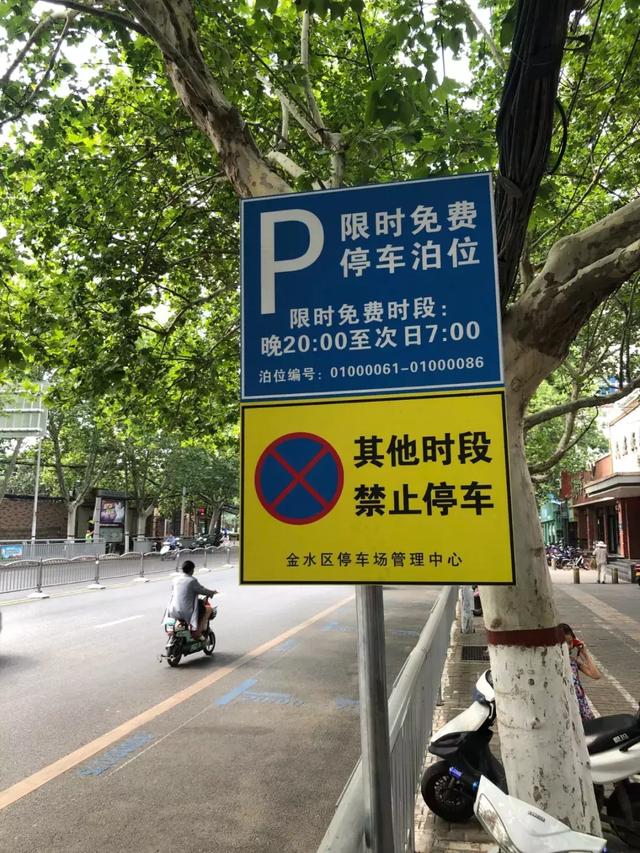 P
限时免费
停车泊位
限时免费时段：
晚20:00至次日7:00
泊位编号：01000061-01000086
其他时段
禁止停车
金水区停车场管理中心